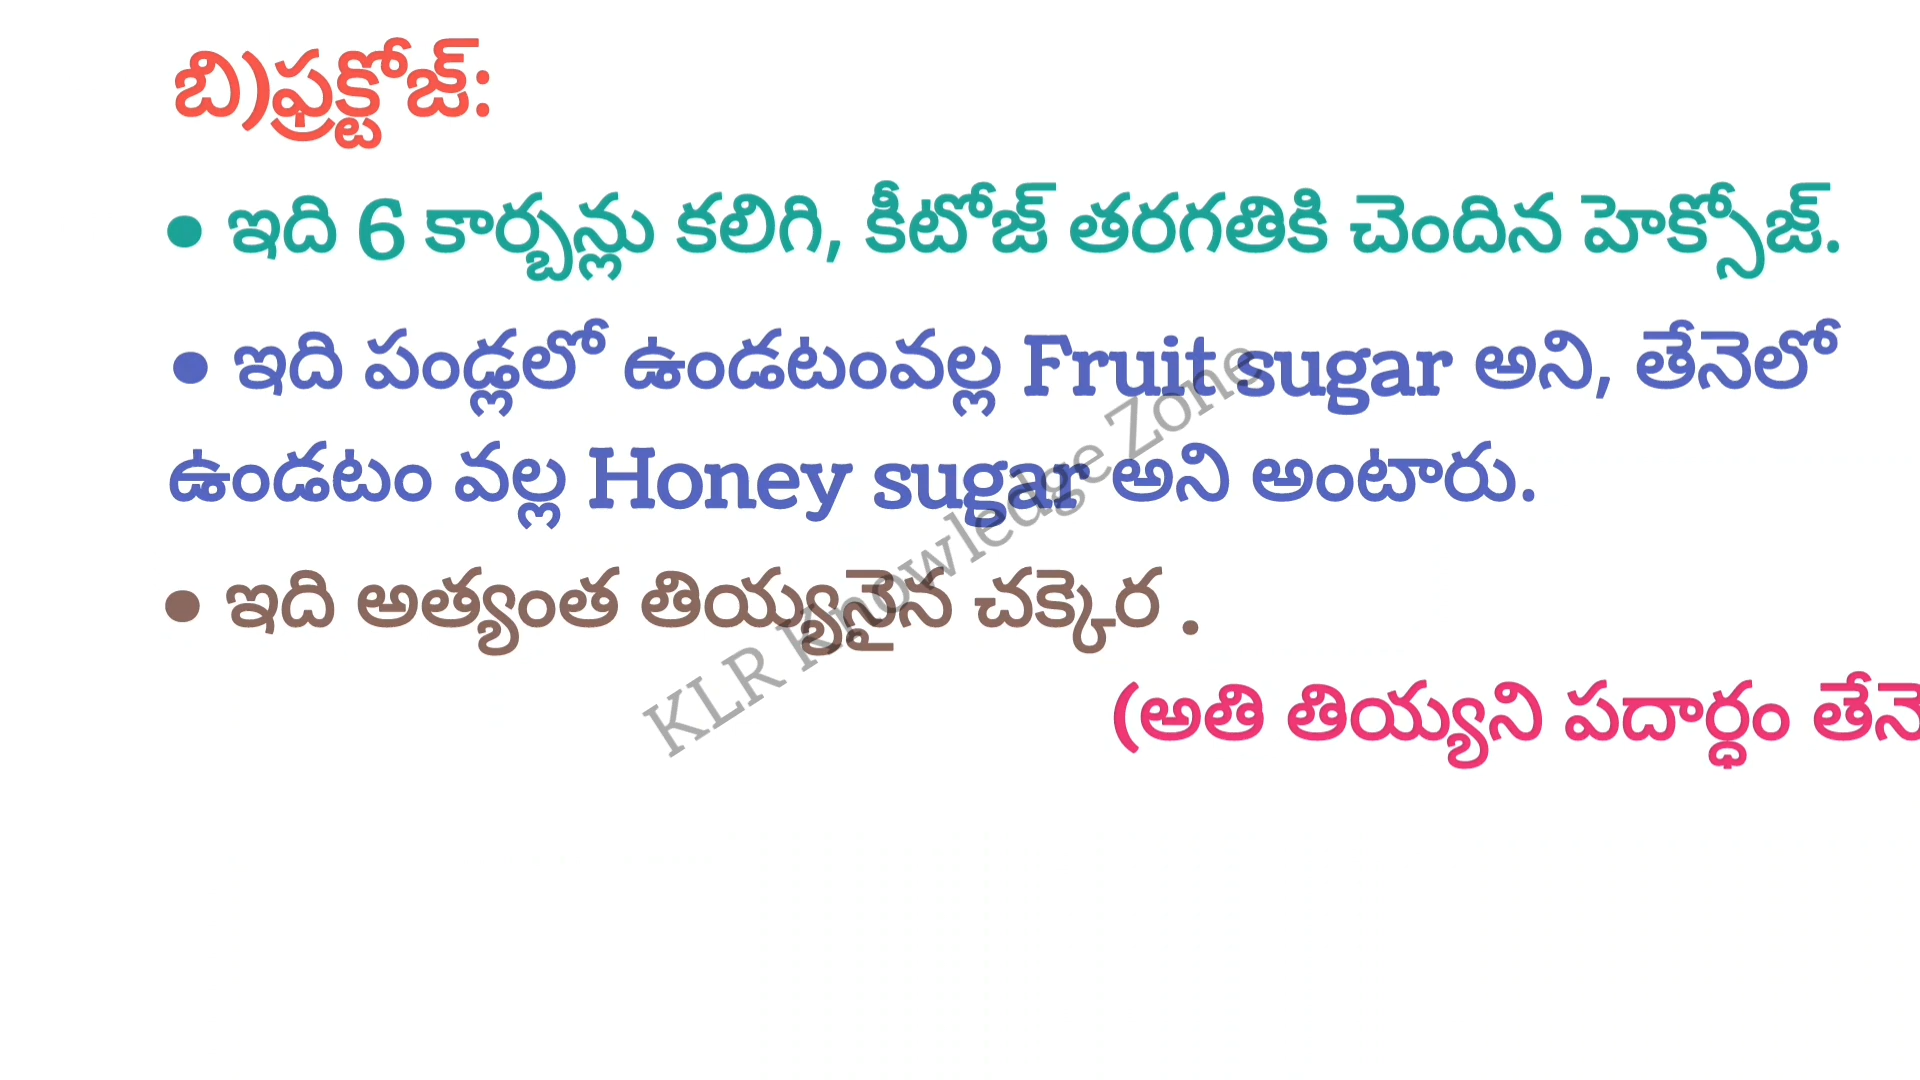 బి)ఫ్రక్టోజ్:
• ఇది 6 కార్బన్లు కలిగి, కీటోజ్ తరగతికి చెందిన హెక్సోజ్.
• ఇది పండ్లలో ఉండటంవల్ల Fruit sugar అని, తేనెలో
ఉండటం వల్ల Honey sugar అని అంటారు.
• ఇది అత్యంత తియ్యనైన చక్కెర .
(అతి తియ్యని పదార్ధం తేనె
KLR Knowledge Zone